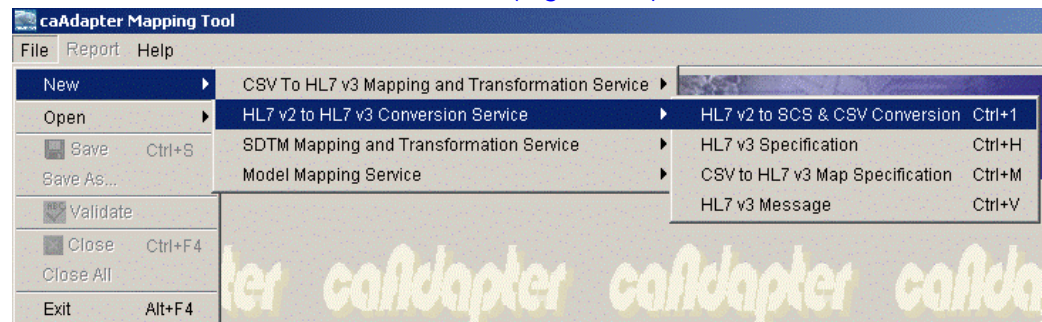 caAdapter Mapping Tool
File Report Help
New
CSV To HL7 v3 Mapping and Transformation Service
Open
HL7 v2 to HL7 v3 Conversion Service
HL7 v2 to SCS & CSV Conversion Ctrl+1
Save Ctrl+S
SDTM Mapping and Transformation Service
HL7 v3 Specification Ctrl+H
Save As...
Model Mapping Service
CSV to HL7 v3 Map Specification Ctrl+M
Validate
HL7 v3 Message Ctrl+V
Close Ctrl+F4
Close All
Exit Alt+F4
caAdapter